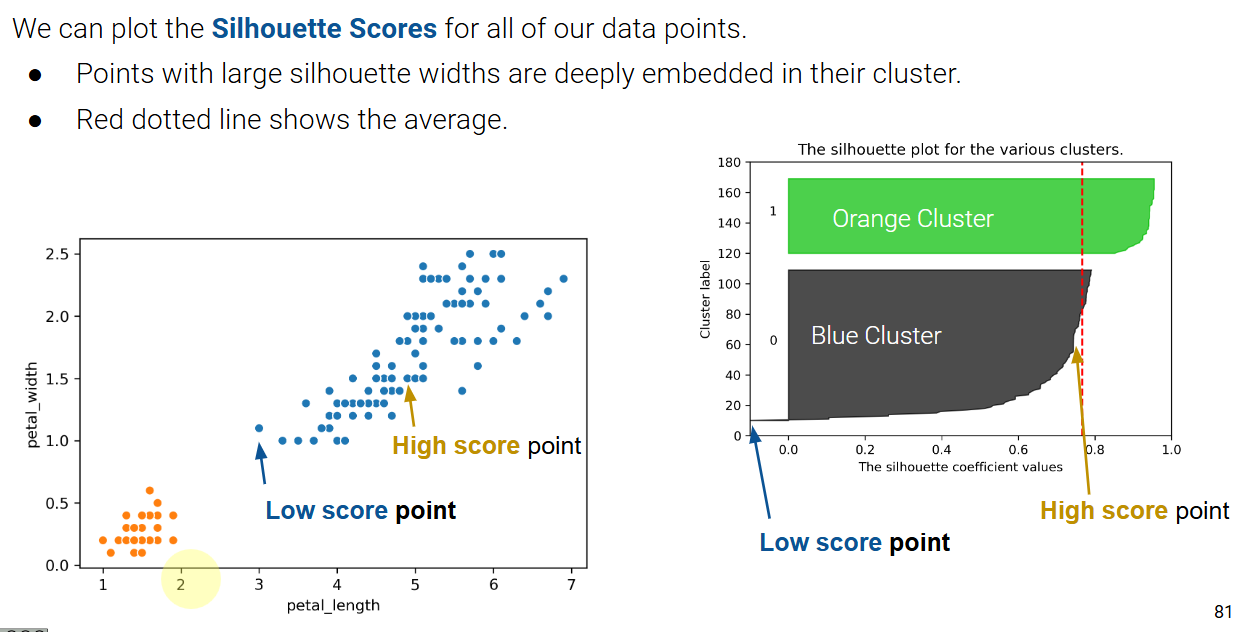 We can plot the Silhouette Scores for all of our data points.
● Points with large silhouette widths are deeply embedded in their cluster.
● Red dotted line shows the average.
2.5
2.0
1.5
1.0
0.5
0.0
petal_width
1 2 3 4 5 6 7
petal_length
High score point
Low score point
The silhouette plot for the various clusters.
180
160
140
120
100
80
60
40
20
0
Cluster label
1
Orange Cluster
0
Blue Cluster
0.0 0.2 0.4 0.6 0.8 1.0
The silhouette coefficient values
High score point
Low score point
81